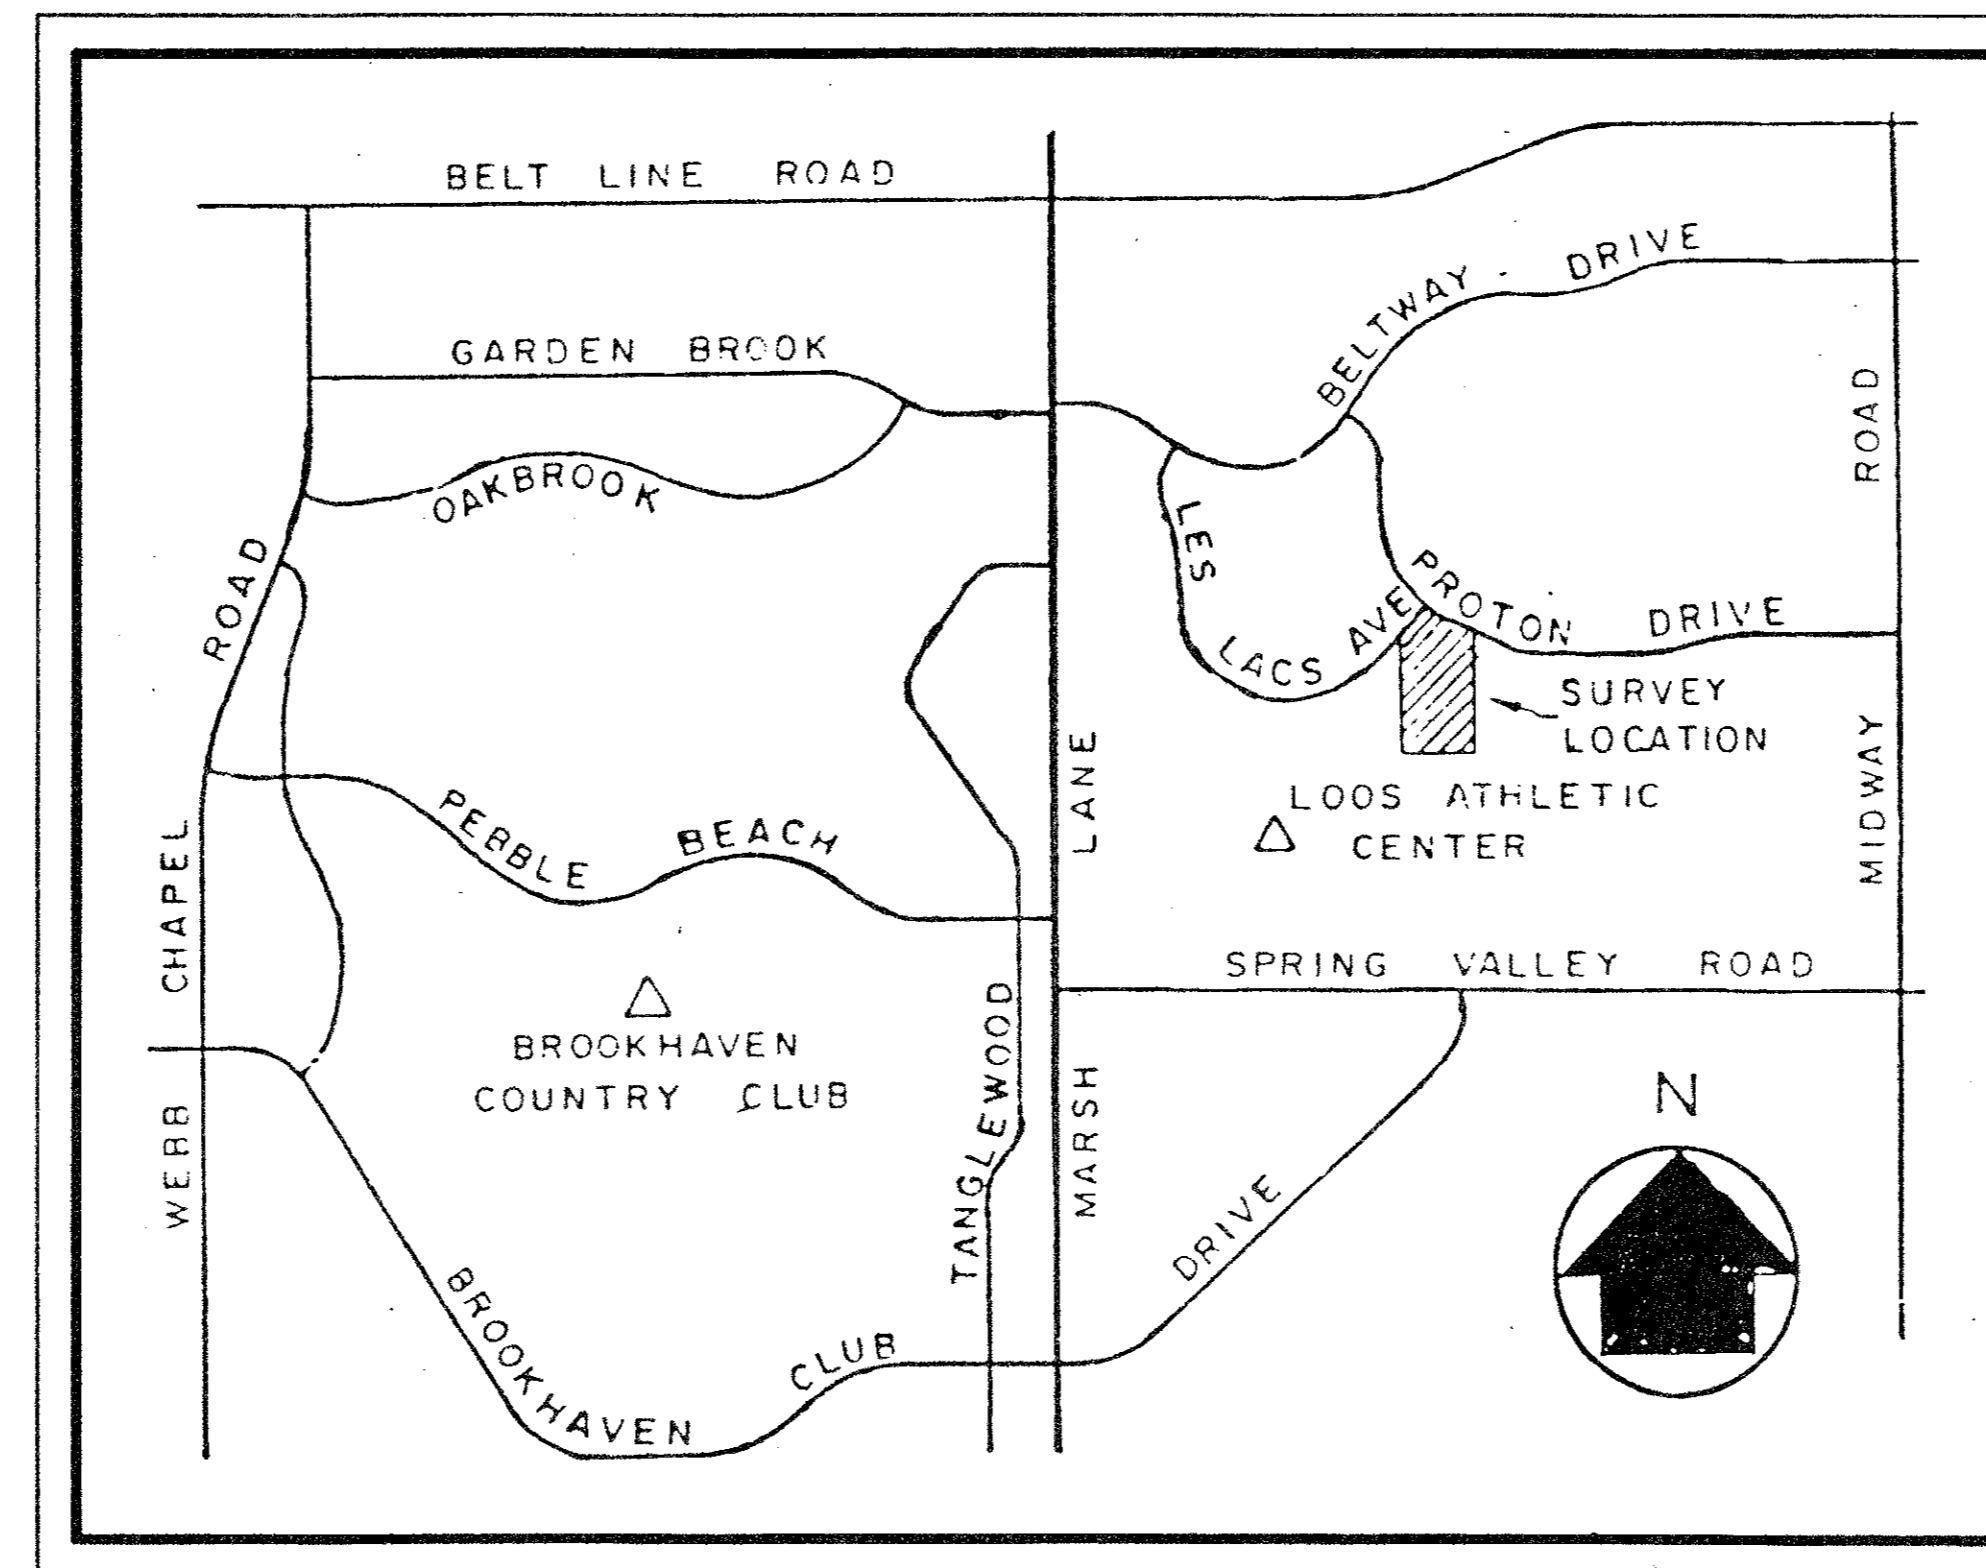 BELT LINE ROAD
BELTWAY DRIVE
GARDEN BROOK
OAKBROOK
ROAD
LES LACS AVE
PROTON DRIVE
SURVEY
LOCATION
LOOS ATHLETIC
CENTER
MIDWAY ROAD
PEBBLE BEACH
MARSH LANE
SPRING VALLEY ROAD
BROOKHAVEN
COUNTRY CLUB
WEBB CHAPEL
TANGLEWOOD
N
BROOKHAVEN CLUB DRIVE